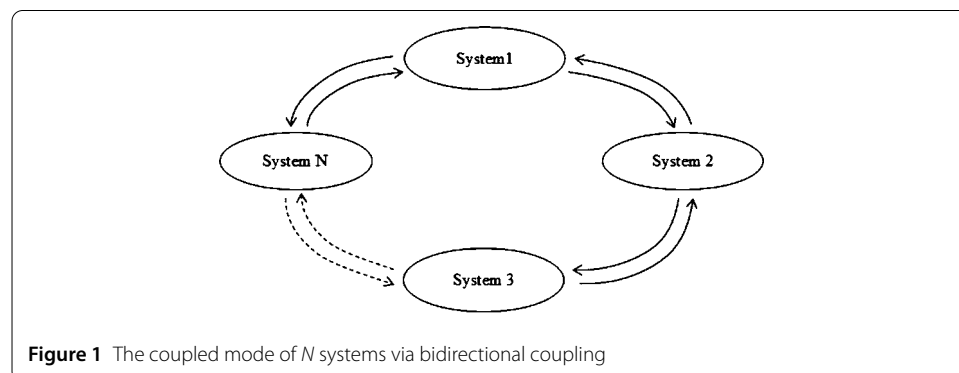 System1
System N
System 2
System 3
Figure 1 The coupled mode of N systems via bidirectional coupling